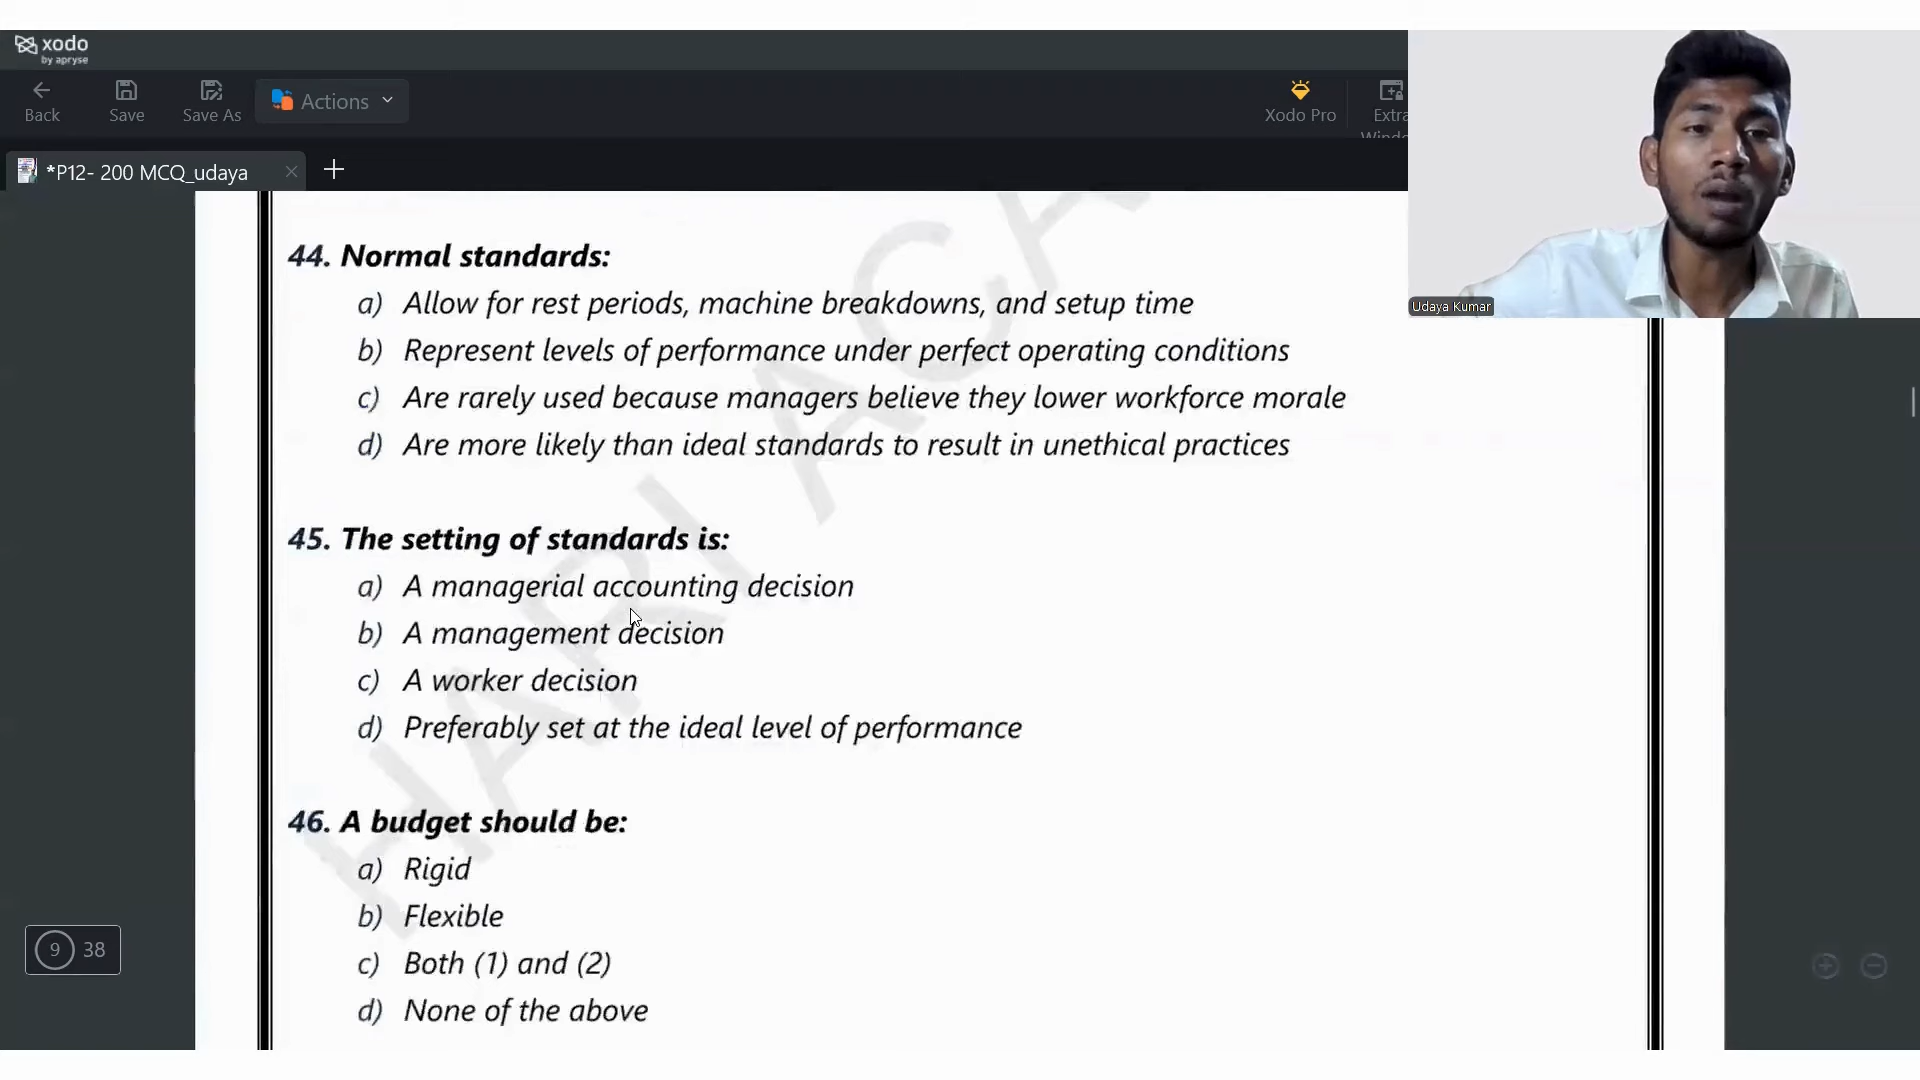 xodo
by apryse
Back
Save
Save As
Actions
Xodo Pro
Extra
*P12- 200 MCQ_udaya
Udaya Kumar
HARI ACA
44. Normal standards:
a) Allow for rest periods, machine breakdowns, and setup time
b) Represent levels of performance under perfect operating conditions
c) Are rarely used because managers believe they lower workforce morale
d) Are more likely than ideal standards to result in unethical practices
45. The setting of standards is:
a) A managerial accounting decision
b) A management decision
c) A worker decision
d) Preferably set at the ideal level of performance
46. A budget should be:
a) Rigid
b) Flexible
c) Both (1) and (2)
d) None of the above
9 38